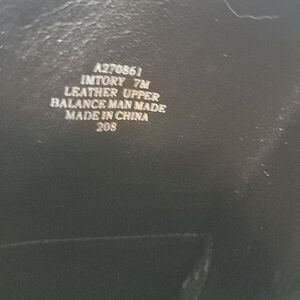 A270861
IMTORY 7M
LEATHER UPPER
BALANCE MAN MADE
MADE IN CHINA
208